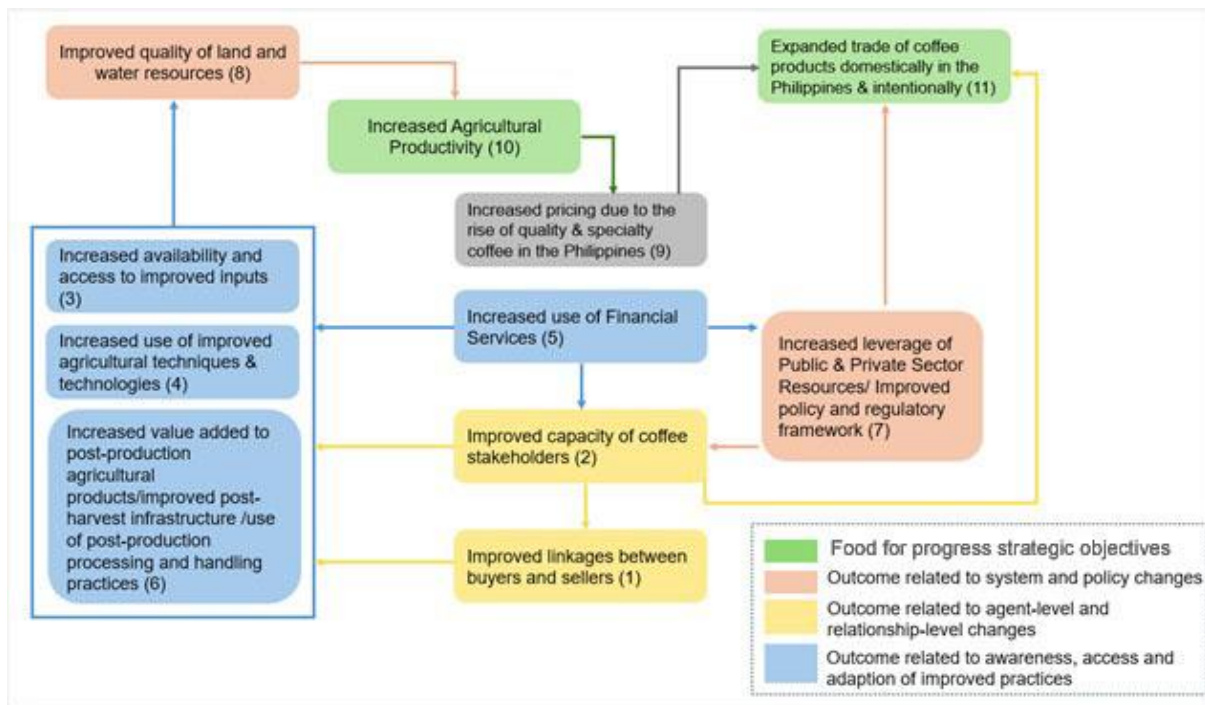 Improved quality of land and
water resources (8)
Expanded trade of coffee
products domestically in the
Philippines & intentionally (11)
Increased Agricultural
Productivity (10)
Increased pricing due to the
rise of quality & specialty
coffee in the Philippines (9)
Increased availability and
access to improved inputs
(3)
Increased use of improved
agricultural techniques &
technologies (4)
Increased value added to
post-production
agricultural
products/improved post-
harvest infrastructure /use
of post-production
processing and handling
practices (6)
Increased use of Financial
Services (5)
Increased leverage of
Public & Private Sector
Resources/ Improved
policy and regulatory
framework (7)
Improved capacity of coffee
stakeholders (2)
Improved linkages between
buyers and sellers (1)
Food for progress strategic objectives
Outcome related to system and policy changes
Outcome related to agent-level and
relationship-level changes
Outcome related to awareness, access and
adaption of improved practices